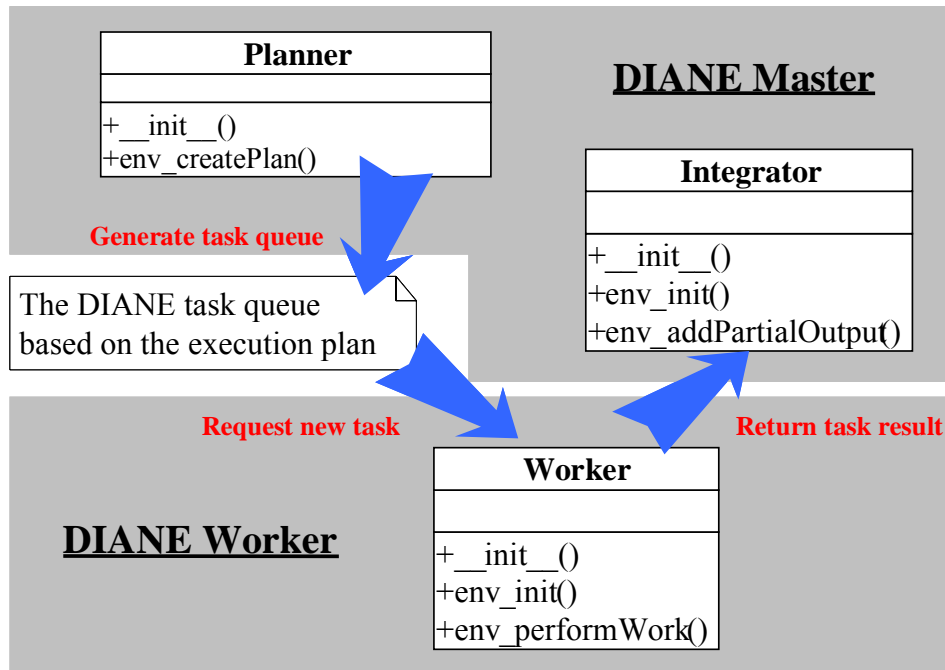 Planner
+__init__()
+env_createPlan()
DIANE Master
Integrator
+__init__()
+env_init()
+env_addPartialOutput()
Generate task queue
The DIANE task queue
based on the execution plan
Request new task
Return task result
Worker
+__init__()
+env_init()
+env_performWork()
DIANE Worker